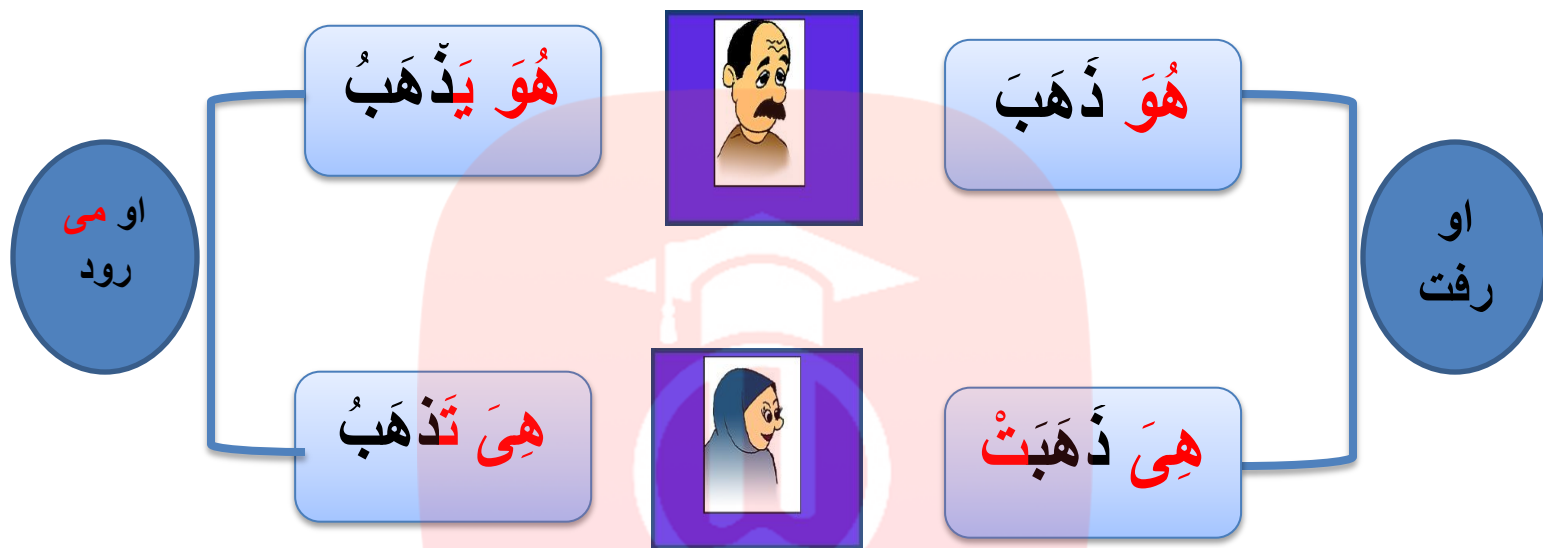 هُوَ ذَهَبَ
هُوَ يَذّهَبُ
او
رفت
او می
رود
هِیَ ذَهَبَتْ
هِیَ تَذهَبُ